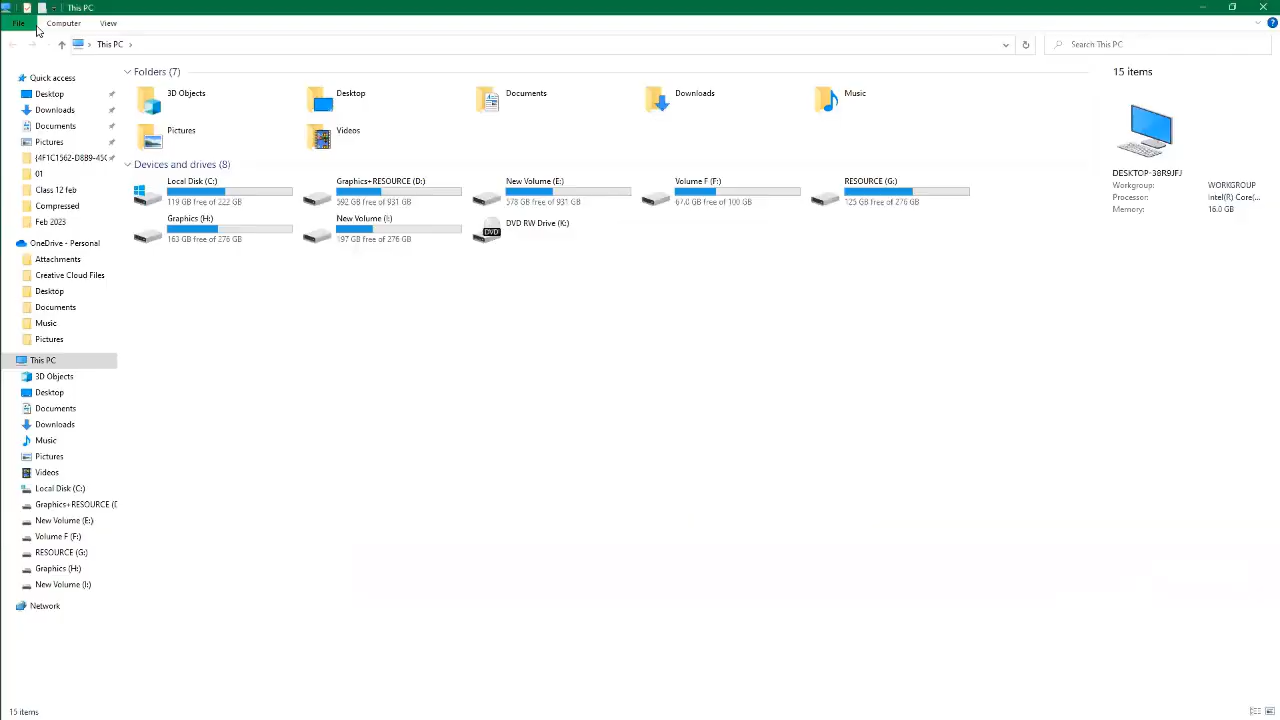 This PC
File
Computer
View
This PC
Search This PC
Quick access
Desktop
Downloads
Documents
Pictures
{4F1C1562-D8B9-450
01
Class 12 feb
Compressed
Feb 2023
OneDrive - Personal
Attachments
Creative Cloud Files
Desktop
Documents
Music
Pictures
This PC
3D Objects
Desktop
Documents
Downloads
Music
Pictures
Videos
Local Disk (C:)
Graphics+RESOURCE (D
New Volume (E:)
Volume F (F:)
RESOURCE (G:)
Graphics (H:)
New Volume (I:)
Network
Folders (7)
3D Objects
Desktop
Documents
Downloads
Music
Pictures
Videos
Devices and drives (8)
Local Disk (C:)
119 GB free of 222 GB
Graphics+RESOURCE (D:)
592 GB free of 931 GB
New Volume (E:)
578 GB free of 931 GB
Volume F (F:)
67.0 GB free of 100 GB
RESOURCE (G:)
125 GB free of 276 GB
Graphics (H:)
163 GB free of 276 GB
New Volume (I:)
197 GB free of 276 GB
DVD RW Drive (K:)
DVD
15 items
DESKTOP-38R9JFJ
Workgroup: WORKGROUP
Processor: Intel(R) Core(...
Memory: 16.0 GB
15 items